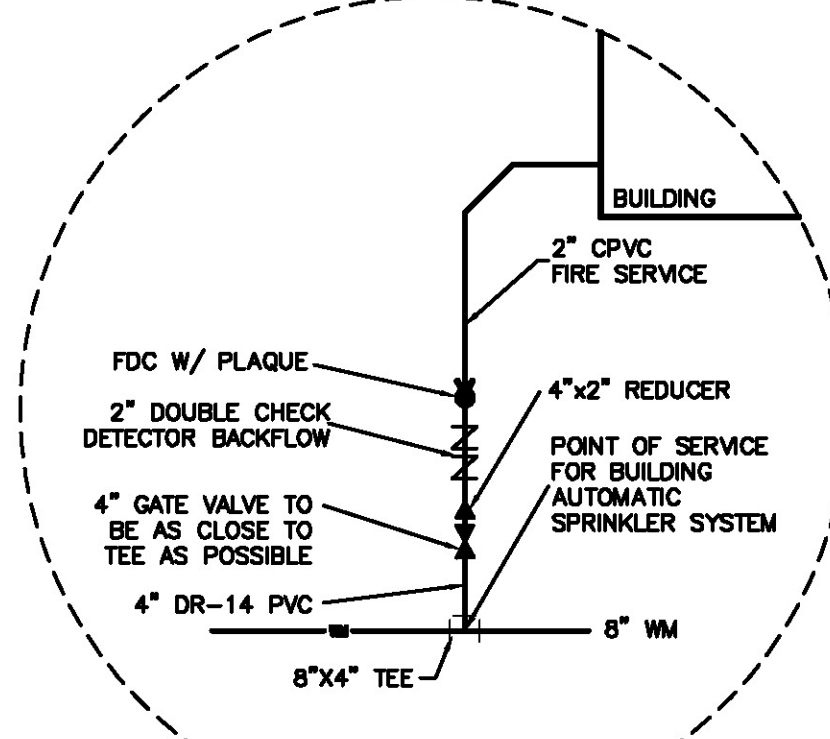 BUILDING
2" CPVC
FIRE SERVICE
FDC W/ PLAQUE
4"x2" REDUCER
2" DOUBLE CHECK
DETECTOR BACKFLOW
POINT OF SERVICE
FOR BUILDING
AUTOMATIC
SPRINKLER SYSTEM
4" GATE VALVE TO
BE AS CLOSE TO
TEE AS POSSIBLE
4" DR-14 PVC
8" WM
8"X4" TEE